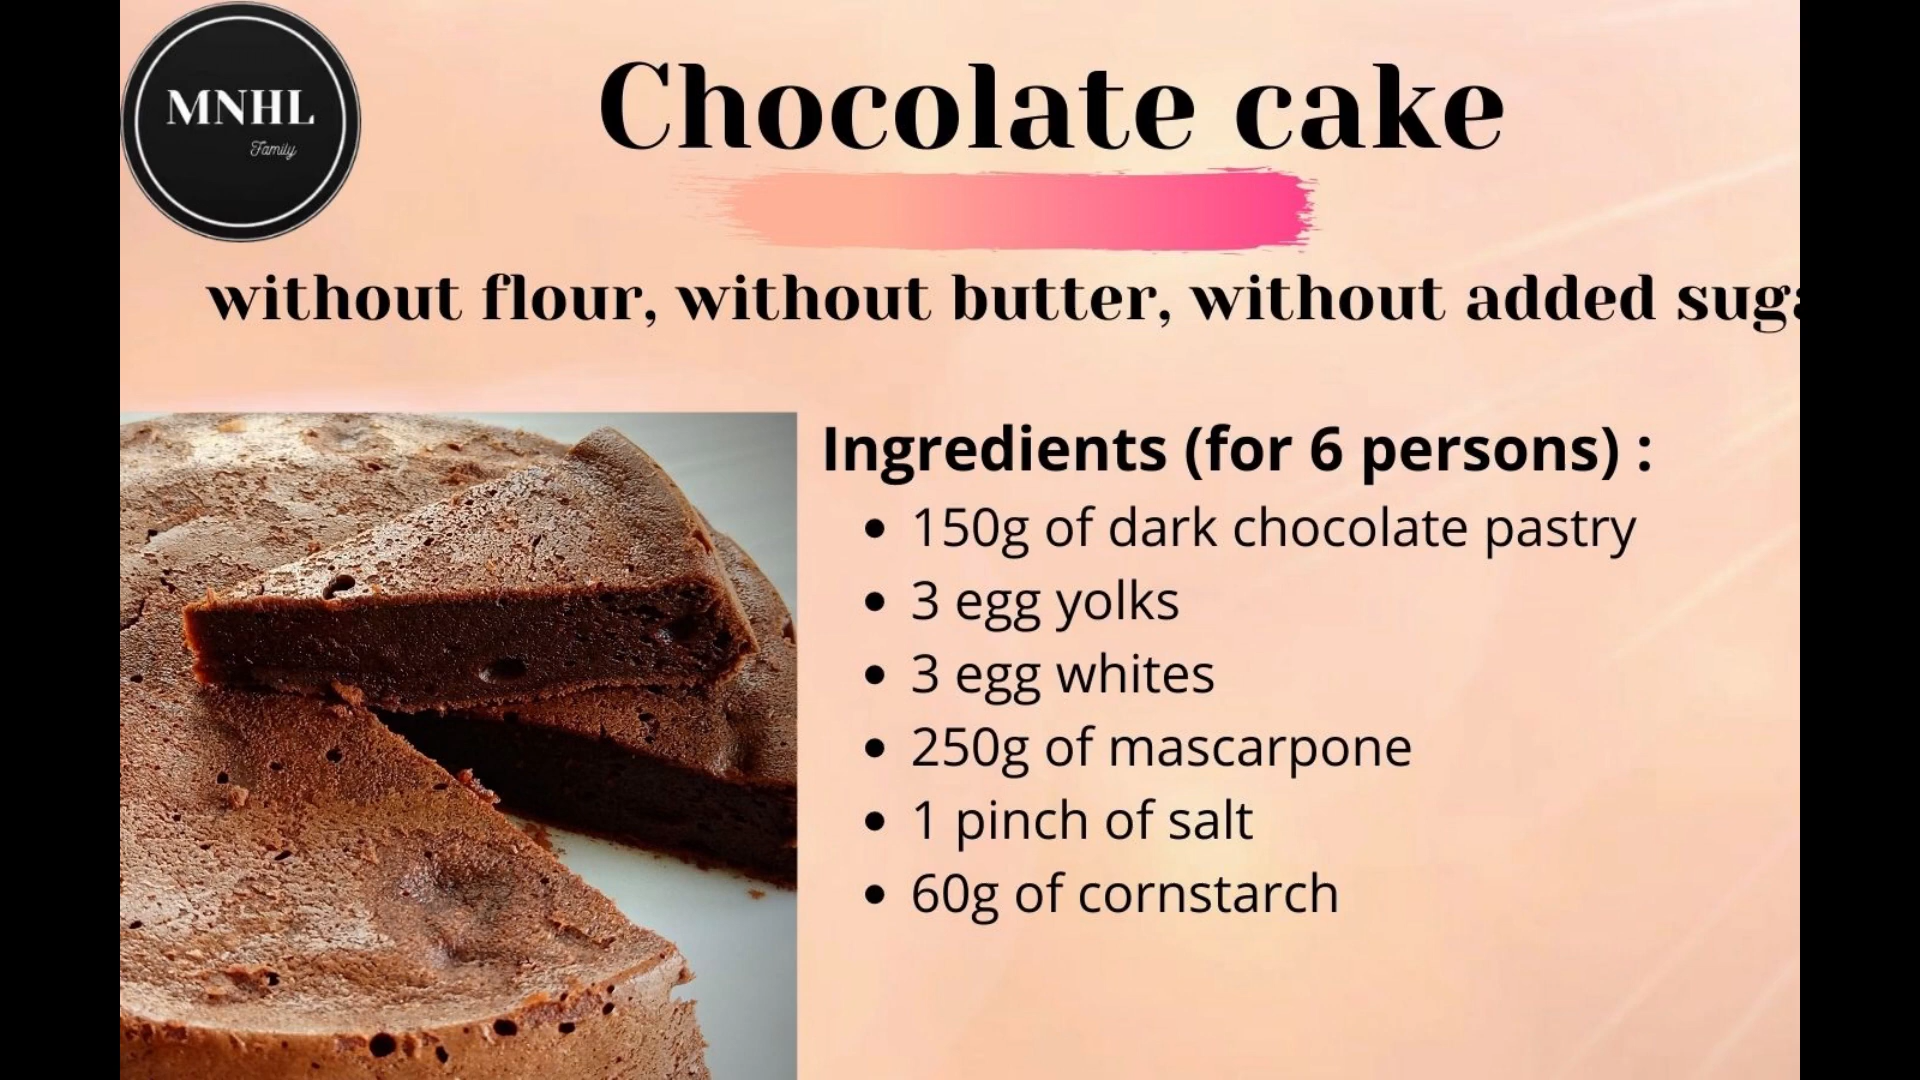 MNHL
Family
Chocolate cake
without flour, without butter, without added suga
Ingredients (for 6 persons) :
• 150g of dark chocolate pastry
• 3 egg yolks
• 3 egg whites
• 250g of mascarpone
• 1 pinch of salt
• 60g of cornstarch